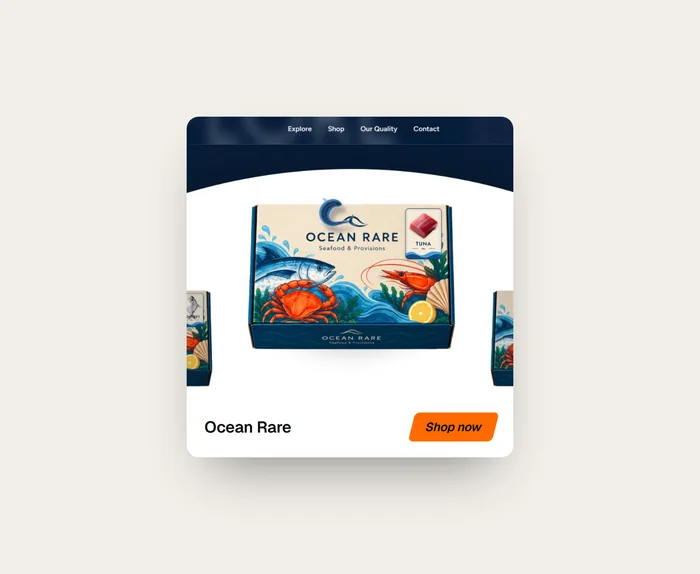 Explore Shop Our Quality Contact
OCEAN RARE
Seafood & Provisions
TUNA
OCEAN RARE
Seafood & Provisions
Ocean Rare
Shop now